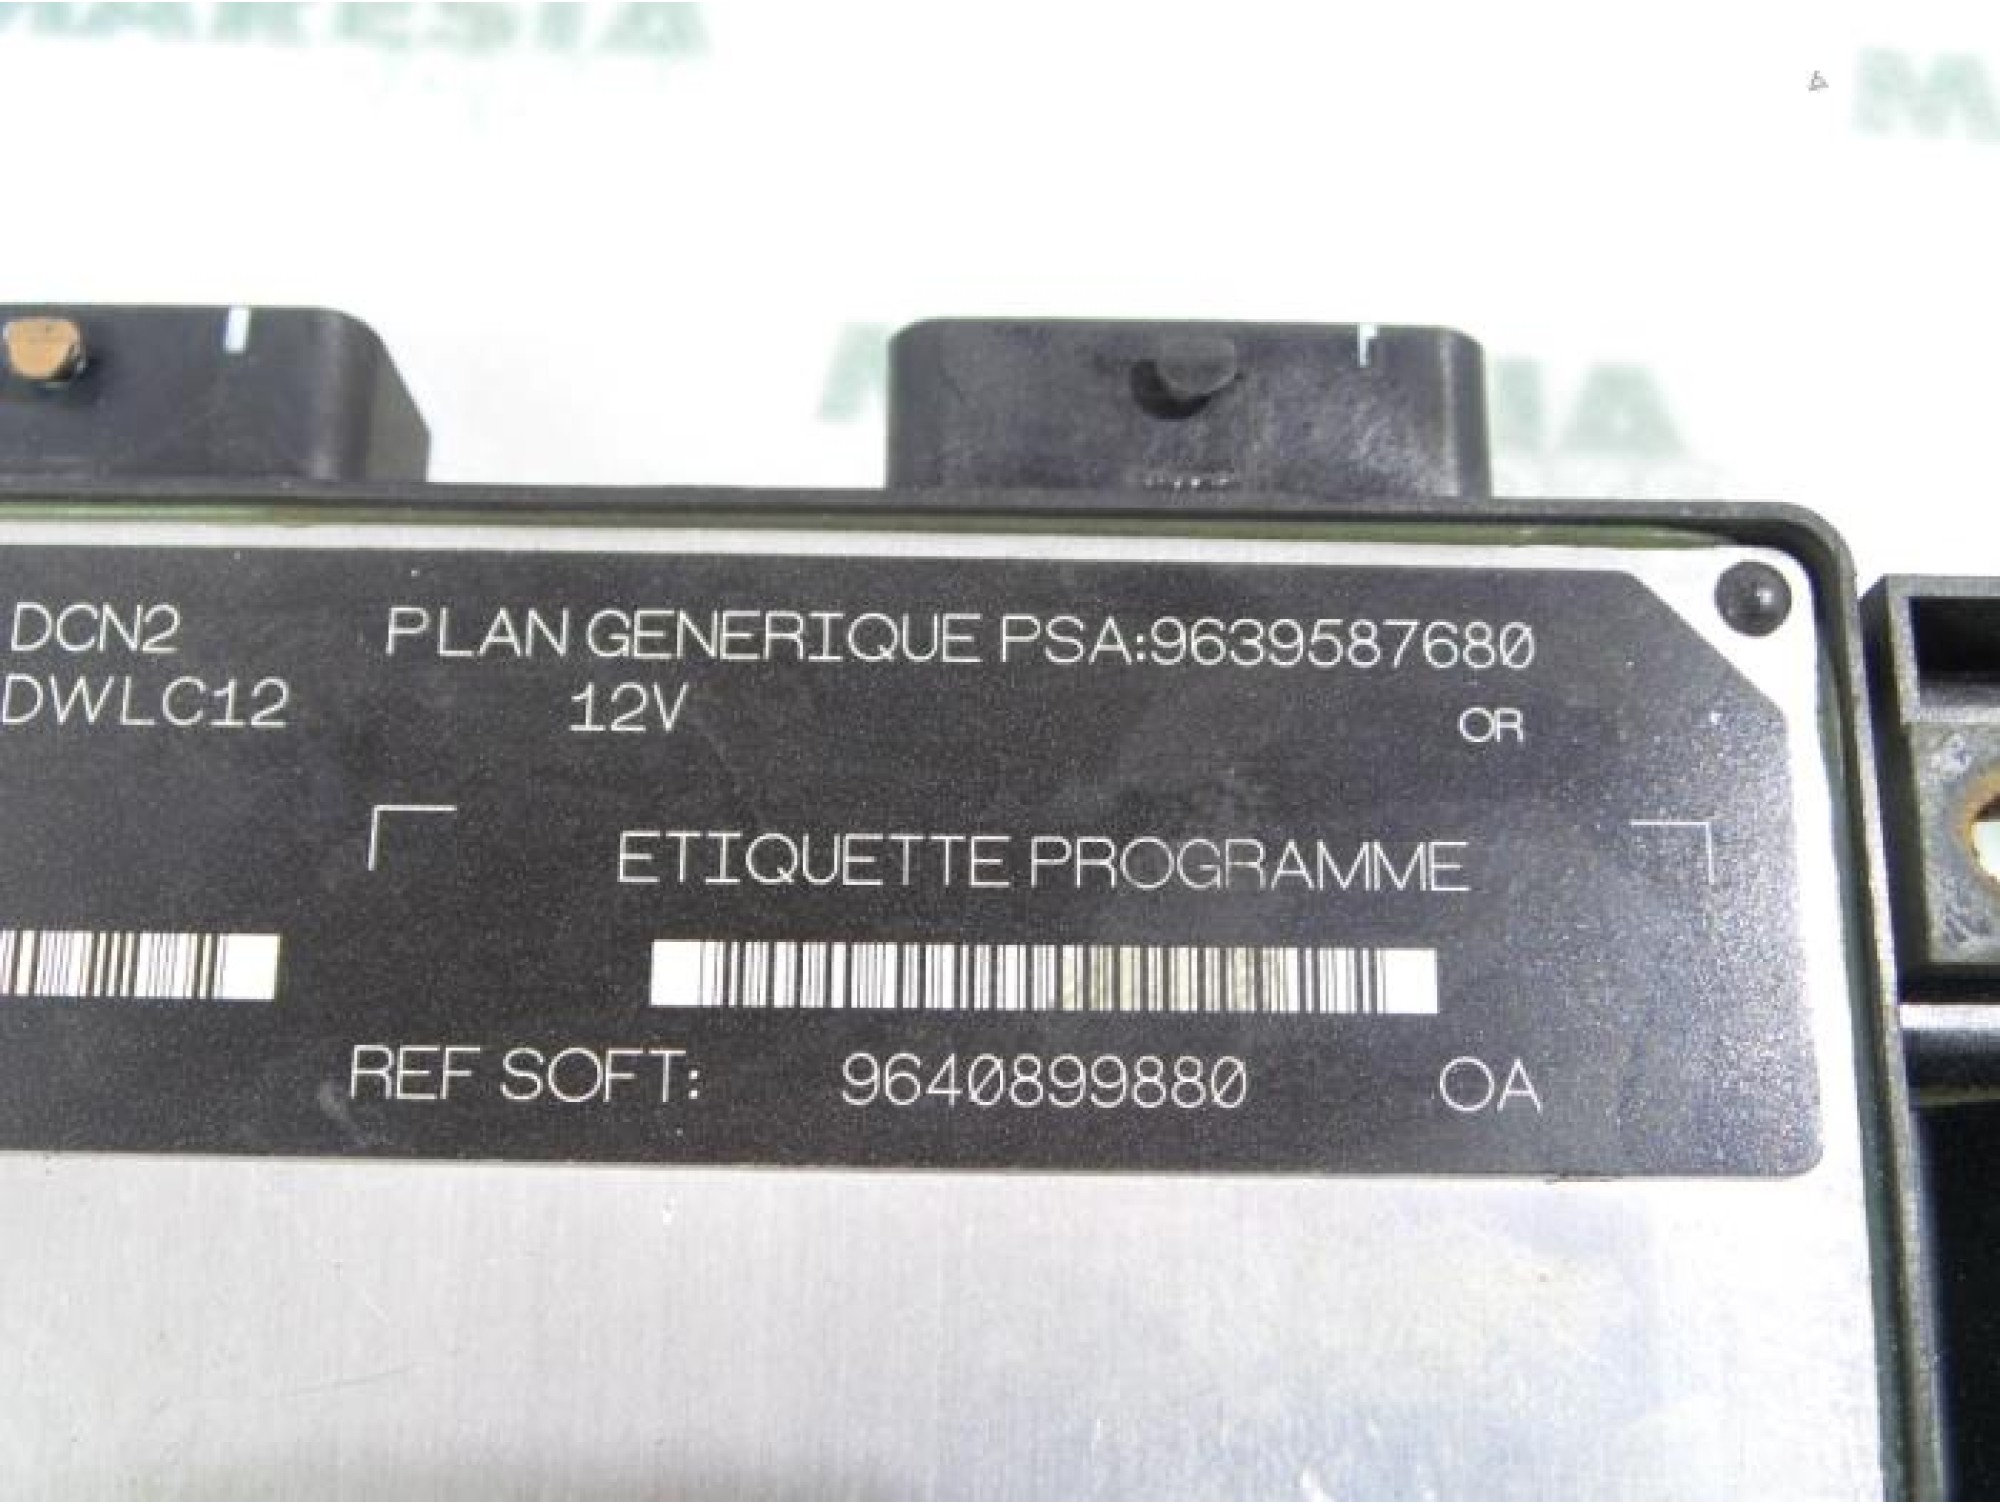 DCN2 PLAN GENERIQUE PSA:9639587680
DWLC12 12V OR
ETIQUETTE PROGRAMME
REF SOFT: 9640899880 OA